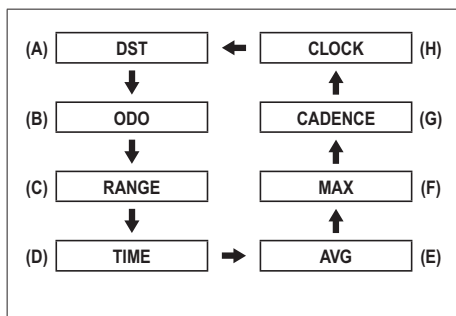 (A) DST CLOCK (H)
(B) ODO CADENCE (G)
(C) RANGE MAX (F)
(D) TIME AVG (E)